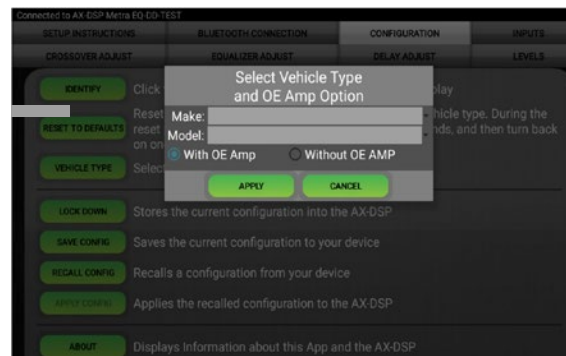 Connected to AX-DSP Metra EQ-DD-TEST
SETUP INSTRUCTIONS BLUETOOTH CONNECTION CONFIGURATION INPUTS
CROSSOVER ADJUST EQUALIZER ADJUST DELAY ADJUST LEVELS
Select Vehicle Type
and OE Amp Option
IDENTIFY Click play
Make:
Reset hicle type. During the
RESET TO DEFAULTS reset nds, and then turn back
Model:
on on
With OE Amp Without OE AMP
VEHICLE TYPE Select
APPLY CANCEL
LOCK DOWN Stores the current configuration into the AX-DSP
SAVE CONFIG Saves the current configuration to your device
RECALL CONFIG Recalls a configuration from your device
APPLY CONFIG Applies the recalled configuration to the AX-DSP
ABOUT Displays Information about this App and the AX-DSP